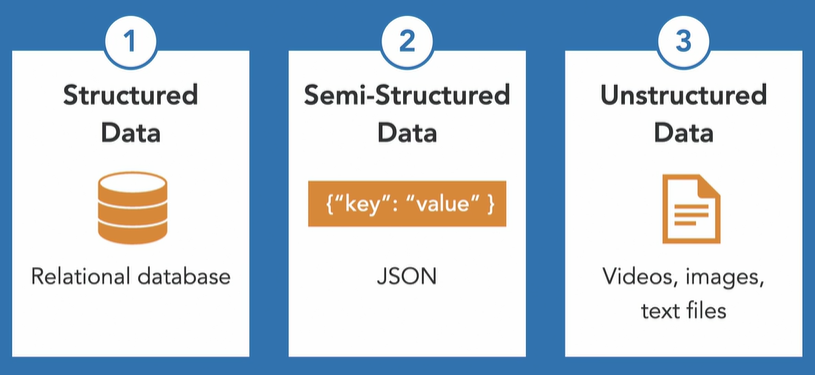 1
Structured
Data
Relational database
2
Semi-Structured
Data
{“key”: “value” }
JSON
3
Unstructured
Data
Videos, images,
text files